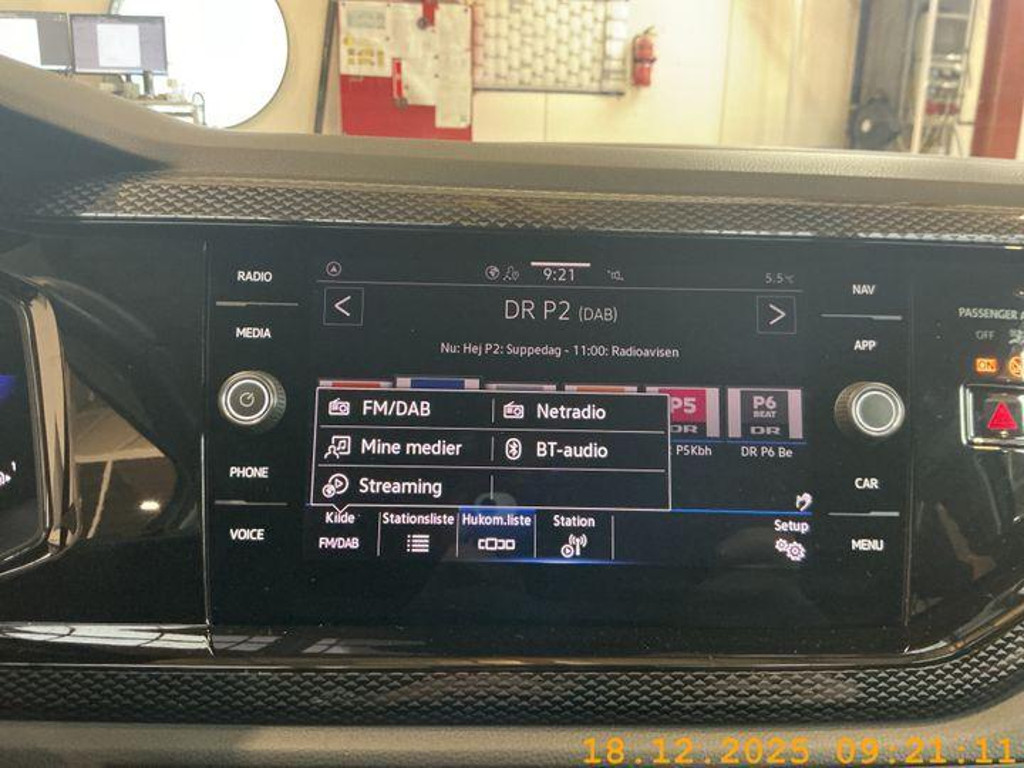 RADIO
MEDIA
PHONE
VOICE
9:21
5.5°C
DR P2 (DAB)
Nu: Hej P2: Suppedag - 11:00: Radioavisen
FM/DAB
Netradio
Mine medier
BT-audio
Streaming
P5
DR
P5Kbh
P6
BEAT
DR
DR P6 Be
Kilde
FM/DAB
Stationsliste
Hukom.liste
Station
Setup
NAV
APP
CAR
MENU
PASSENGER A
OFF
ON
18.12.2025 09:21:11